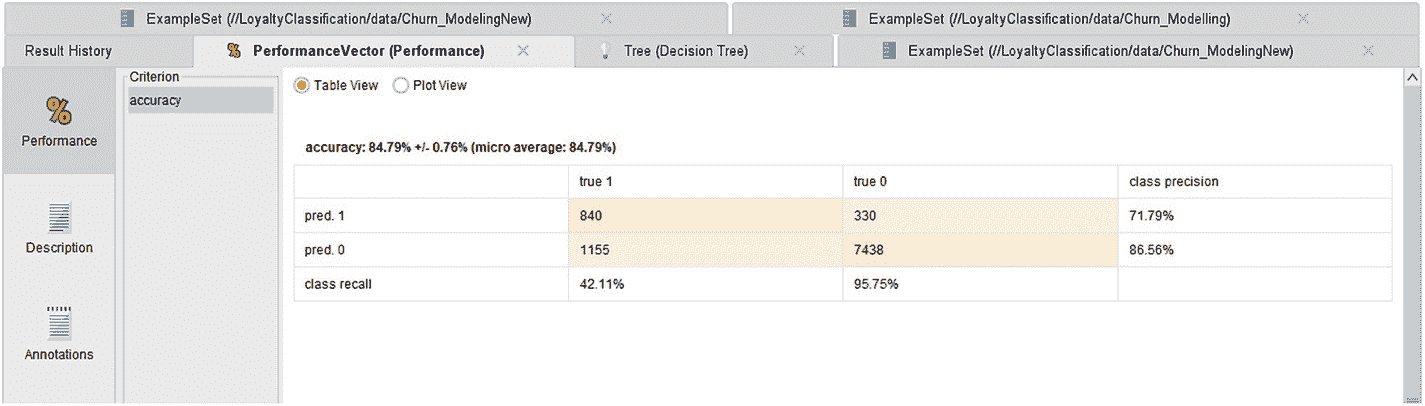 ExampleSet (//LoyaltyClassification/data/Churn_ModelingNew)
ExampleSet (//LoyaltyClassification/data/Churn_Modelling)
Result History
% PerformanceVector (Performance)
Tree (Decision Tree)
ExampleSet (//LoyaltyClassification/data/Churn_ModelingNew)
%
Performance
Description
Annotations
Criterion
accuracy
Table View Plot View
accuracy: 84.79% +/- 0.76% (micro average: 84.79%)
true 1 true 0 class precision
pred. 1 840 330 71.79%
pred. 0 1155 7438 86.56%
class recall 42.11% 95.75%